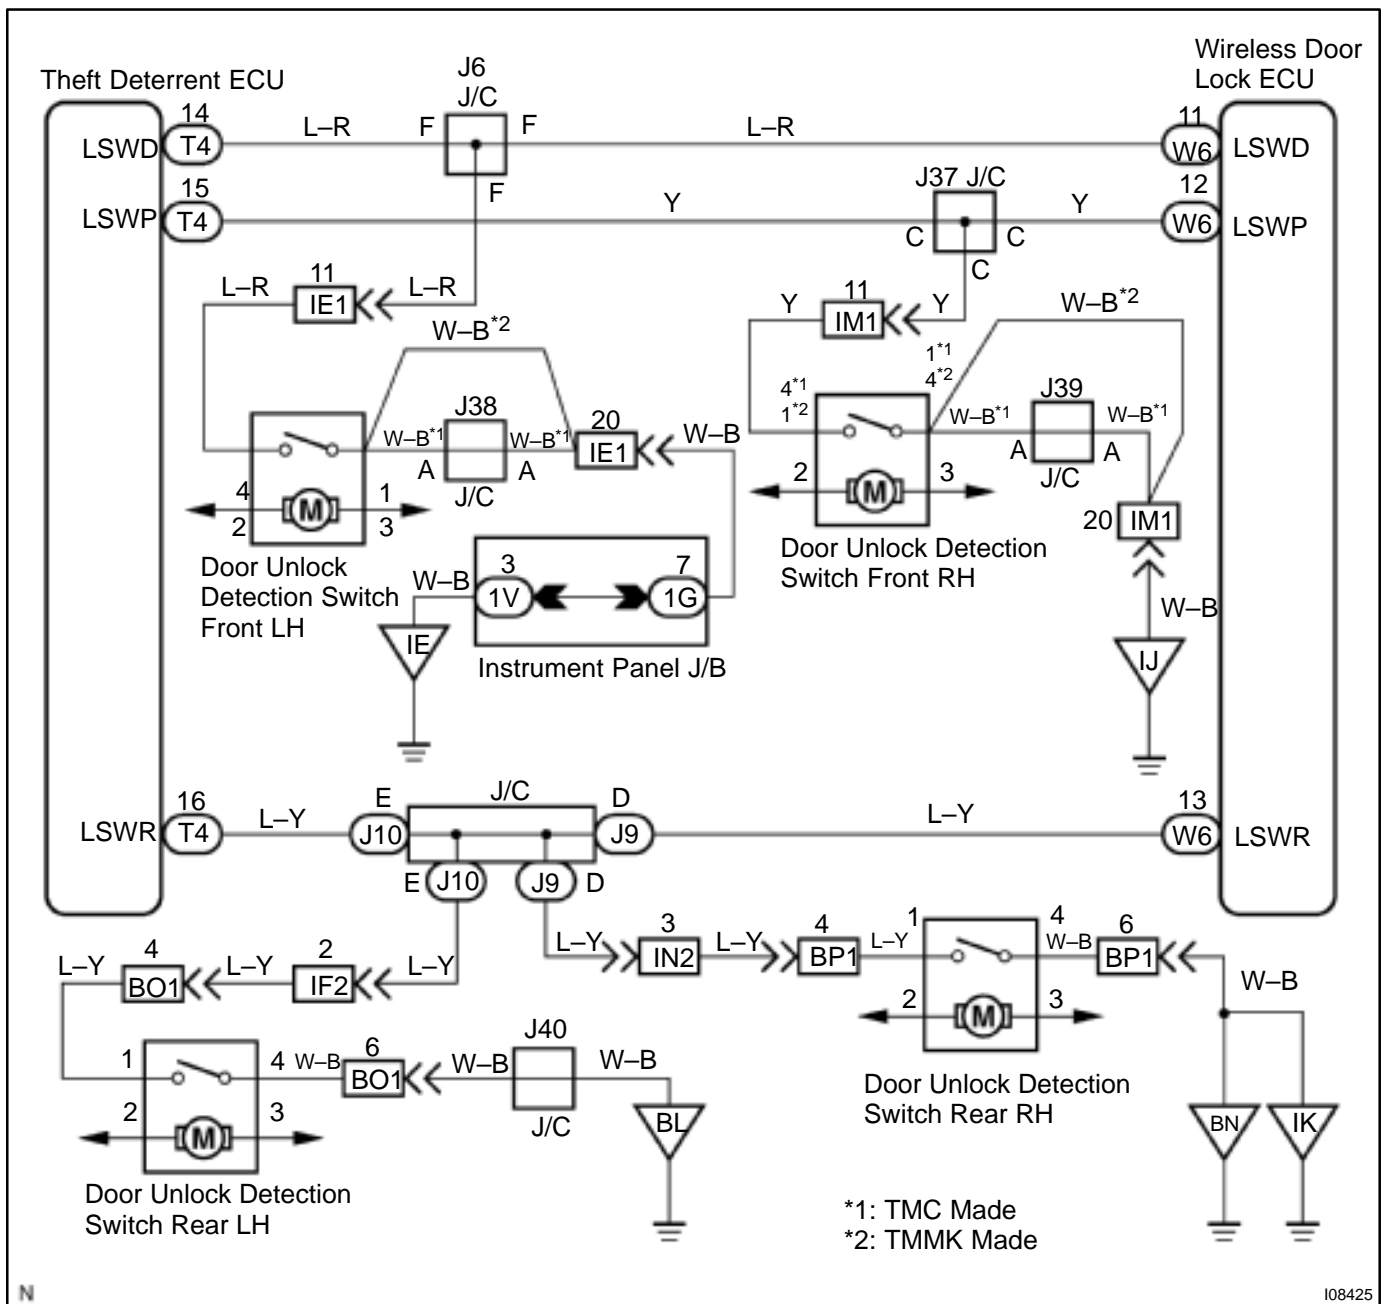 Theft Deterrent ECU
J6
J/C
Wireless Door
Lock ECU
14
LSWD T4 L–R F F L–R 11 W6 LSWD
F
J37 J/C
15
LSWP T4 Y C C Y 12 W6 LSWP
C
L–R 11 IE1 L–R
Y 11 IM1 Y
W–B*2
W–B*2
4*1
1*2
1*1
4*2
J38
W–B*1 W–B*1
A A
J/C
20
IE1
W–B
J39
W–B*1 W–B*1
A A
J/C
4 M 1
2 3
2 M 3
20 IM1
Door Unlock
Detection Switch
Front LH
Door Unlock Detection
Switch Front RH
W–B 3 1V 7 1G
IE
Instrument Panel J/B
W–B
IJ
16
LSWR T4 L–Y E J10 J/C D J9 L–Y 13 W6 LSWR
E J10 J9 D
L–Y 4 BO1 L–Y 2 IF2 L–Y
L–Y 3 IN2 L–Y 4 BP1 L–Y 1 4 W–B 6 BP1
2 M 3
W–B
1 4 W–B 6 BO1 W–B J40 W–B
J/C
2 M 3
BL
Door Unlock Detection
Switch Rear RH
BN IK
Door Unlock Detection
Switch Rear LH
*1: TMC Made
*2: TMMK Made
N
I08425